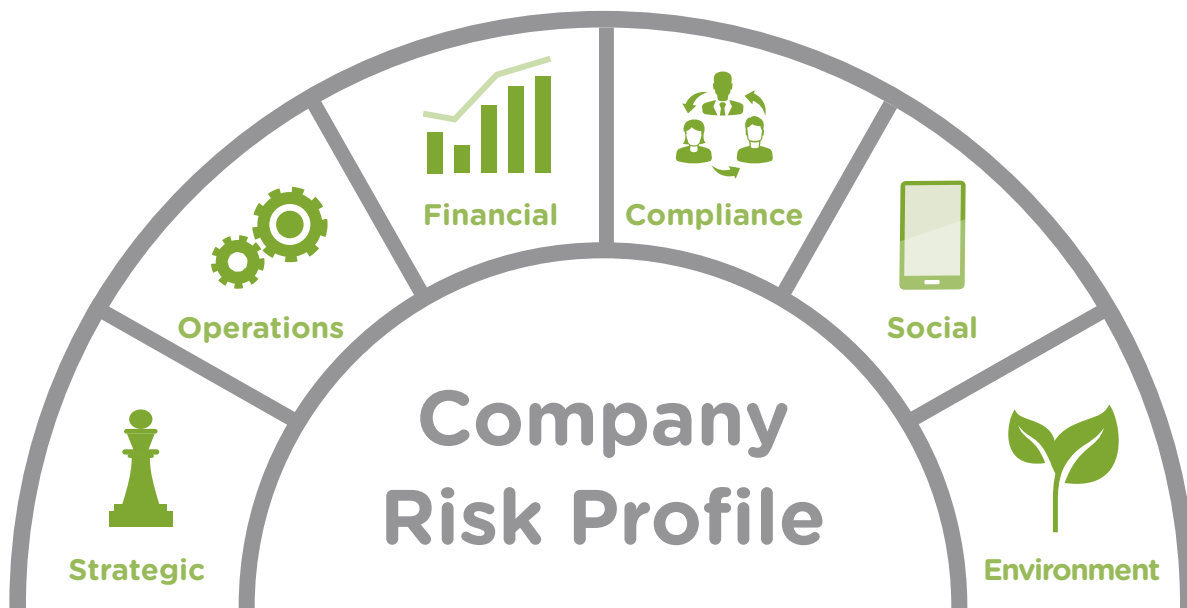 Financial
Compliance
Operations
Social
Company
Risk Profile
Strategic
Environment